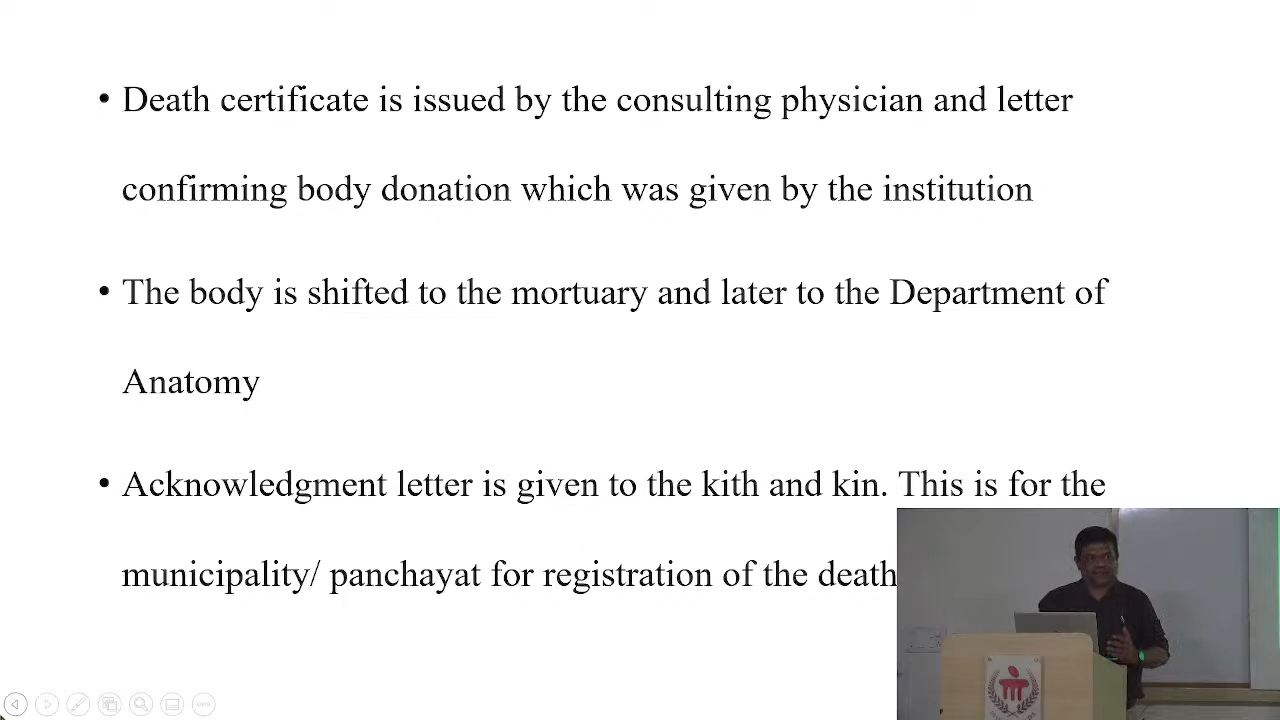 • Death certificate is issued by the consulting physician and letter
confirming body donation which was given by the institution
• The body is shifted to the mortuary and later to the Department of
Anatomy
• Acknowledgment letter is given to the kith and kin. This is for the
municipality/ panchayat for registration of the death